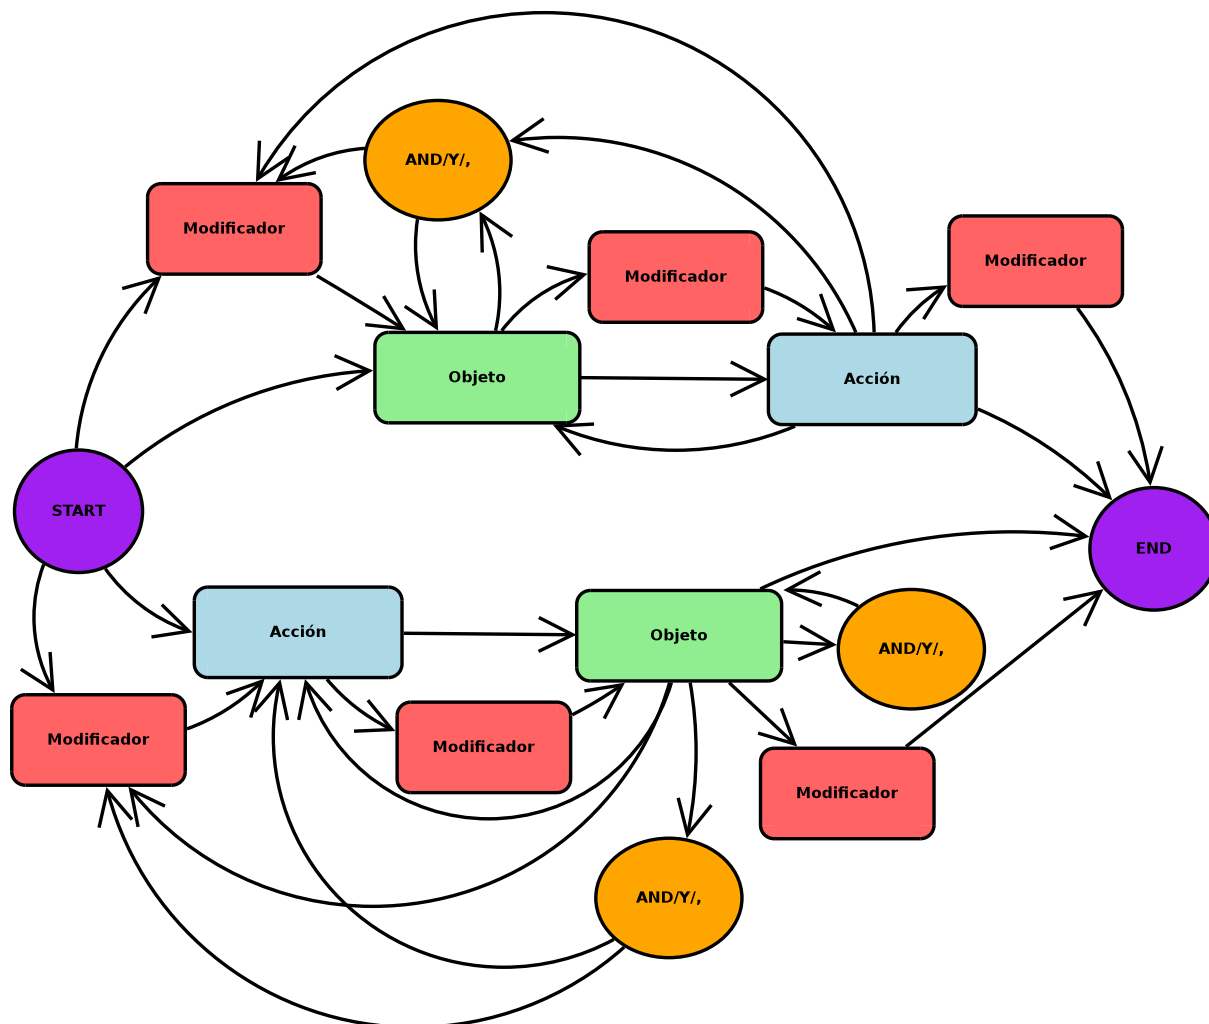 AND/Y/,
Modificador
Modificador
Modificador
Objeto
Acción
START
END
Acción
Objeto
AND/Y/,
Modificador
Modificador
Modificador
AND/Y/,